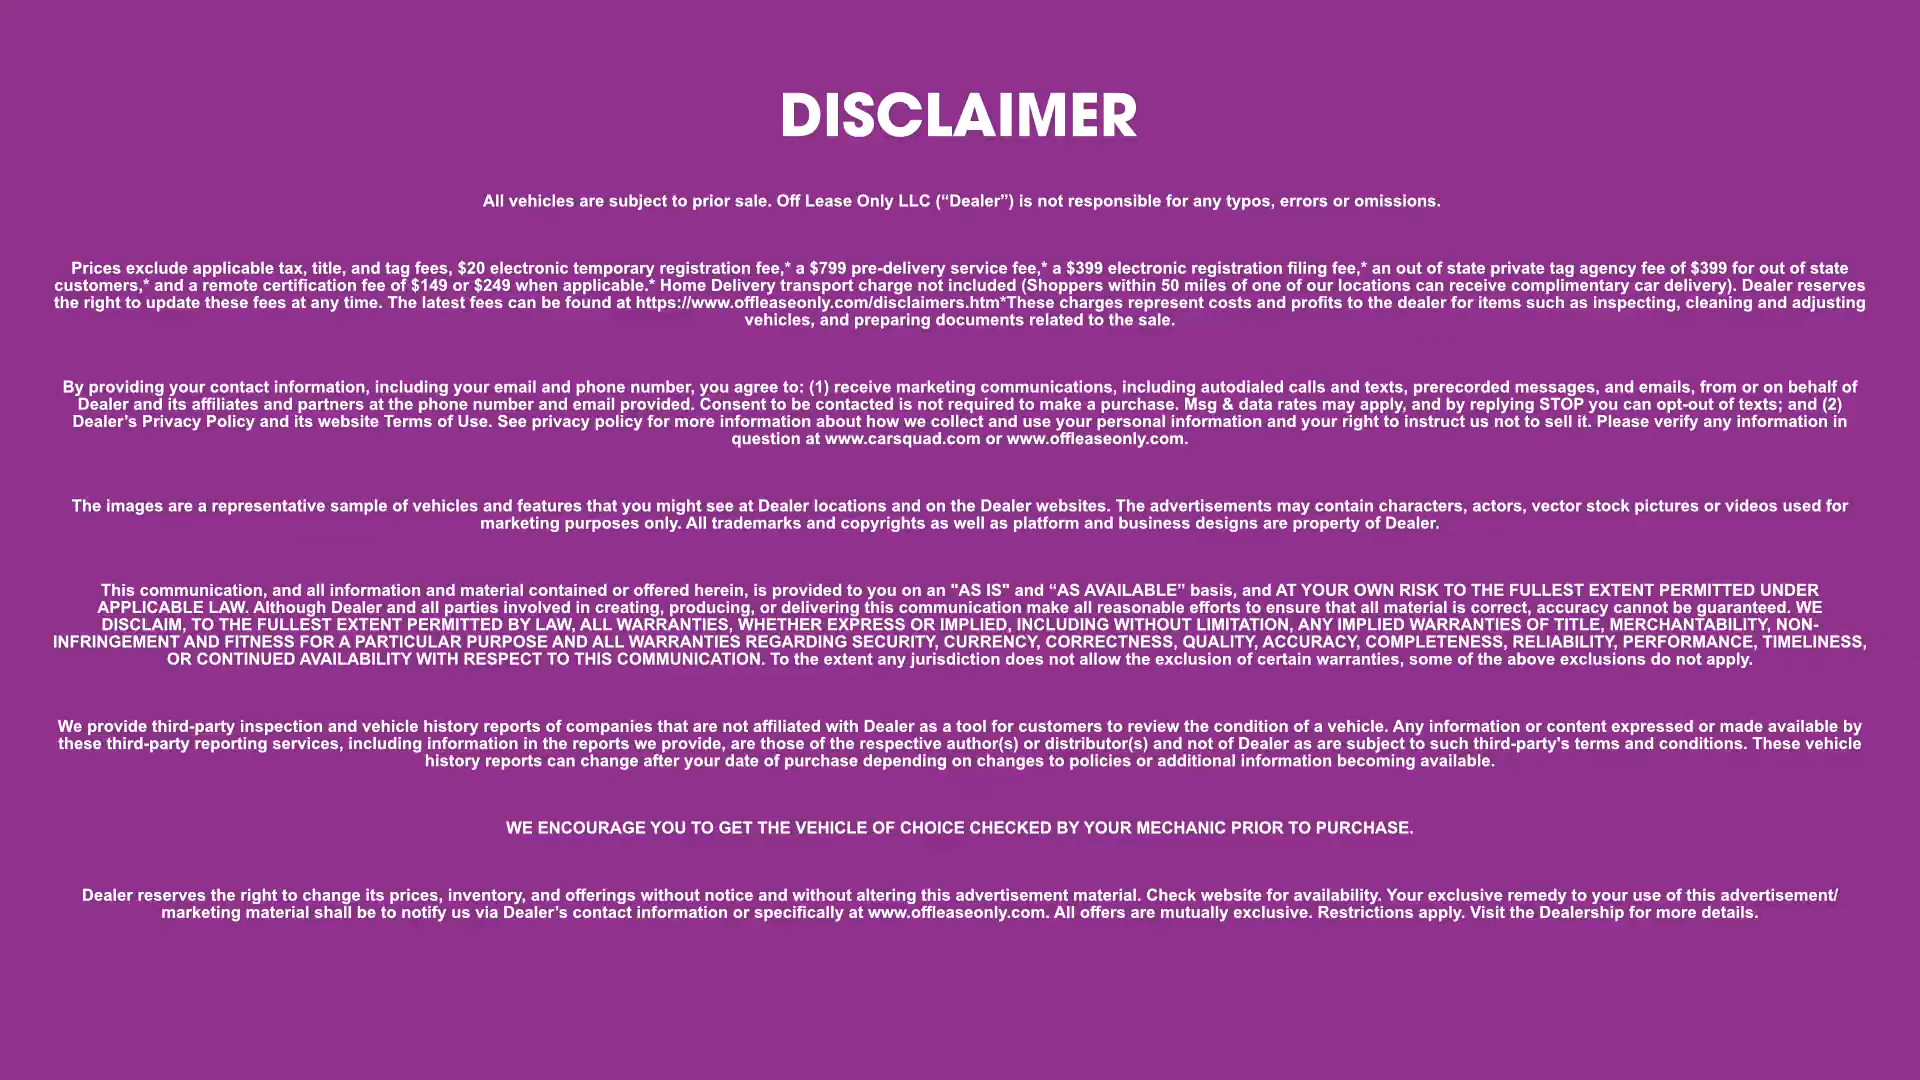 DISCLAIMER
All vehicles are subject to prior sale. Off Lease Only LLC (“Dealer”) is not responsible for any typos, errors or omissions.
Prices exclude applicable tax, title, and tag fees, $20 electronic temporary registration fee,* a $799 pre-delivery service fee,* a $399 electronic registration filing fee,* an out of state private tag agency fee of $399 for out of state
customers,* and a remote certification fee of $149 or $249 when applicable.* Home Delivery transport charge not included (Shoppers within 50 miles of one of our locations can receive complimentary car delivery). Dealer reserves
the right to update these fees at any time. The latest fees can be found at https://www.offleaseonly.com/disclaimers.htm*These charges represent costs and profits to the dealer for items such as inspecting, cleaning and adjusting
vehicles, and preparing documents related to the sale.
By providing your contact information, including your email and phone number, you agree to: (1) receive marketing communications, including autodialed calls and texts, prerecorded messages, and emails, from or on behalf of
Dealer and its affiliates and partners at the phone number and email provided. Consent to be contacted is not required to make a purchase. Msg & data rates may apply, and by replying STOP you can opt-out of texts; and (2)
Dealer’s Privacy Policy and its website Terms of Use. See privacy policy for more information about how we collect and use your personal information and your right to instruct us not to sell it. Please verify any information in
question at www.carsquad.com or www.offleaseonly.com.
The images are a representative sample of vehicles and features that you might see at Dealer locations and on the Dealer websites. The advertisements may contain characters, actors, vector stock pictures or videos used for
marketing purposes only. All trademarks and copyrights as well as platform and business designs are property of Dealer.
This communication, and all information and material contained or offered herein, is provided to you on an "AS IS" and “AS AVAILABLE” basis, and AT YOUR OWN RISK TO THE FULLEST EXTENT PERMITTED UNDER
APPLICABLE LAW. Although Dealer and all parties involved in creating, producing, or delivering this communication make all reasonable efforts to ensure that all material is correct, accuracy cannot be guaranteed. WE
DISCLAIM, TO THE FULLEST EXTENT PERMITTED BY LAW, ALL WARRANTIES, WHETHER EXPRESS OR IMPLIED, INCLUDING WITHOUT LIMITATION, ANY IMPLIED WARRANTIES OF TITLE, MERCHANTABILITY, NON-
INFRINGEMENT AND FITNESS FOR A PARTICULAR PURPOSE AND ALL WARRANTIES REGARDING SECURITY, CURRENCY, CORRECTNESS, QUALITY, ACCURACY, COMPLETENESS, RELIABILITY, PERFORMANCE, TIMELINESS,
OR CONTINUED AVAILABILITY WITH RESPECT TO THIS COMMUNICATION. To the extent any jurisdiction does not allow the exclusion of certain warranties, some of the above exclusions do not apply.
We provide third-party inspection and vehicle history reports of companies that are not affiliated with Dealer as a tool for customers to review the condition of a vehicle. Any information or content expressed or made available by
these third-party reporting services, including information in the reports we provide, are those of the respective author(s) or distributor(s) and not of Dealer as are subject to such third-party's terms and conditions. These vehicle
history reports can change after your date of purchase depending on changes to policies or additional information becoming available.
WE ENCOURAGE YOU TO GET THE VEHICLE OF CHOICE CHECKED BY YOUR MECHANIC PRIOR TO PURCHASE.
Dealer reserves the right to change its prices, inventory, and offerings without notice and without altering this advertisement material. Check website for availability. Your exclusive remedy to your use of this advertisement/
marketing material shall be to notify us via Dealer’s contact information or specifically at www.offleaseonly.com. All offers are mutually exclusive. Restrictions apply. Visit the Dealership for more details.